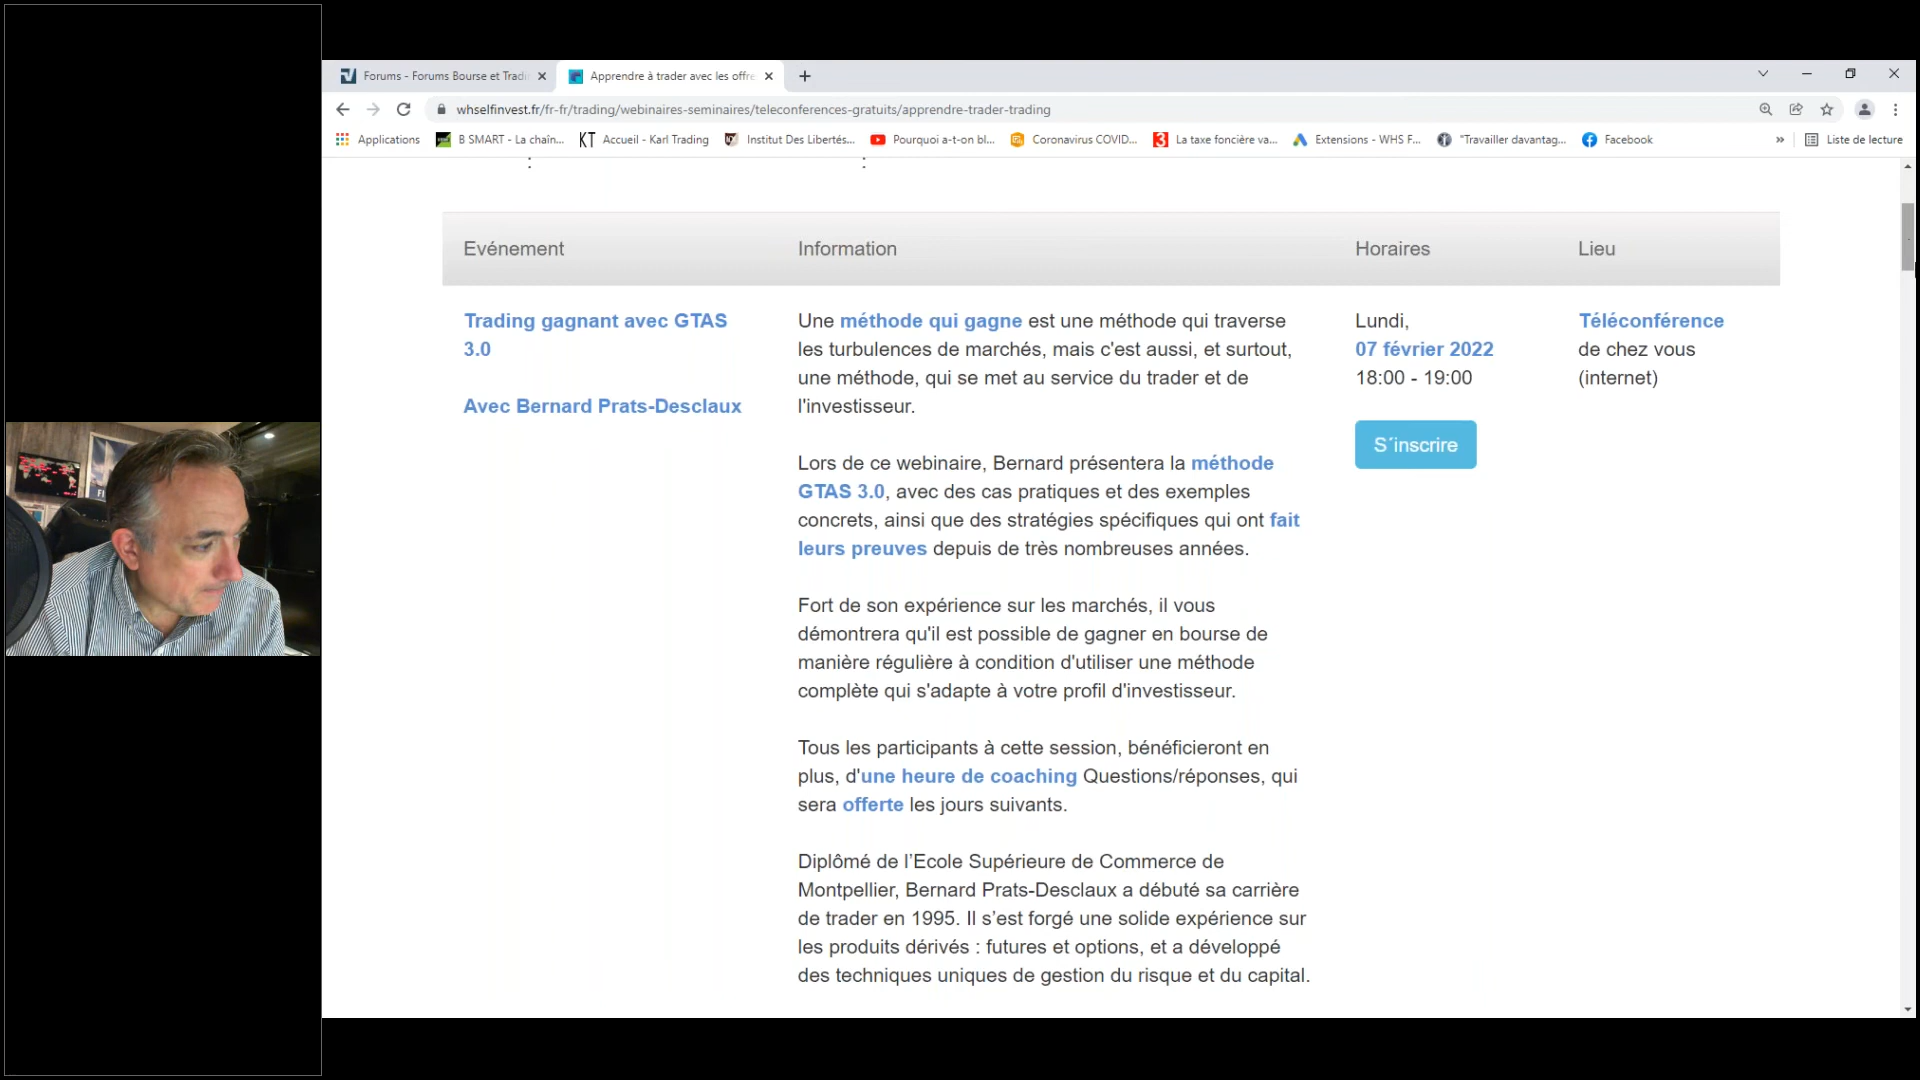 Forums - Forums Bourse et Tradi
Apprendre à trader avec les offre
whselfinvest.fr/fr-fr/trading/webinaires-seminaires/teleconferences-gratuits/apprendre-trader-trading
Applications
B SMART - La chaîn...
KT Accueil - Karl Trading
Institut Des Libertés...
Pourquoi a-t-on bl...
Coronavirus COVID...
3 La taxe foncière va...
Extensions - WHS F...
"Travailler davantag...
Facebook
»
Liste de lecture
Evénement
Information
Horaires
Lieu
Trading gagnant avec GTAS
3.0
Avec Bernard Prats-Desclaux
Une méthode qui gagne est une méthode qui traverse
les turbulences de marchés, mais c'est aussi, et surtout,
une méthode, qui se met au service du trader et de
l'investisseur.
Lors de ce webinaire, Bernard présentera la méthode
GTAS 3.0, avec des cas pratiques et des exemples
concrets, ainsi que des stratégies spécifiques qui ont fait
leurs preuves depuis de très nombreuses années.
Fort de son expérience sur les marchés, il vous
démontrera qu'il est possible de gagner en bourse de
manière régulière à condition d'utiliser une méthode
complète qui s'adapte à votre profil d'investisseur.
Tous les participants à cette session, bénéficieront en
plus, d'une heure de coaching Questions/réponses, qui
sera offerte les jours suivants.
Diplômé de l’Ecole Supérieure de Commerce de
Montpellier, Bernard Prats-Desclaux a débuté sa carrière
de trader en 1995. Il s’est forgé une solide expérience sur
les produits dérivés : futures et options, et a développé
des techniques uniques de gestion du risque et du capital.
Lundi,
07 février 2022
18:00 - 19:00
S´inscrire
Téléconférence
de chez vous
(internet)